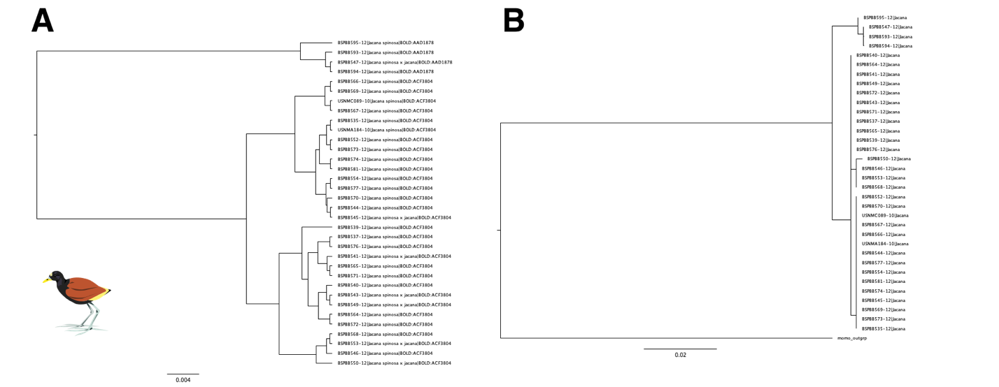 A
BSPBB595-12|Jacana spinosa|BOLD:AAD1878
BSPBB593-12|Jacana spinosa|BOLD:AAD1878
BSPBB547-12|Jacana spinosa x jacana|BOLD:AAD1878
BSPBB594-12|Jacana spinosa|BOLD:AAD1878
BSPBB566-12|Jacana spinosa|BOLD:ACF3804
BSPBB569-12|Jacana spinosa|BOLD:ACF3804
USNMC089-10|Jacana spinosa|BOLD:ACF3804
BSPBB567-12|Jacana spinosa|BOLD:ACF3804
BSPBB535-12|Jacana spinosa|BOLD:ACF3804
USNMA184-10|Jacana spinosa|BOLD:ACF3804
BSPBB552-12|Jacana spinosa|BOLD:ACF3804
BSPBB573-12|Jacana spinosa|BOLD:ACF3804
BSPBB574-12|Jacana spinosa|BOLD:ACF3804
BSPBB581-12|Jacana spinosa|BOLD:ACF3804
BSPBB554-12|Jacana spinosa|BOLD:ACF3804
BSPBB577-12|Jacana spinosa|BOLD:ACF3804
BSPBB570-12|Jacana spinosa|BOLD:ACF3804
BSPBB544-12|Jacana spinosa|BOLD:ACF3804
BSPBB545-12|Jacana spinosa x jacana|BOLD:ACF3804
BSPBB539-12|Jacana spinosa|BOLD:ACF3804
BSPBB537-12|Jacana spinosa|BOLD:ACF3804
BSPBB576-12|Jacana spinosa|BOLD:ACF3804
BSPBB541-12|Jacana spinosa x jacana|BOLD:ACF3804
BSPBB565-12|Jacana spinosa|BOLD:ACF3804
BSPBB571-12|Jacana spinosa|BOLD:ACF3804
BSPBB540-12|Jacana spinosa|BOLD:ACF3804
BSPBB543-12|Jacana spinosa x jacana|BOLD:ACF3804
BSPBB549-12|Jacana spinosa x jacana|BOLD:ACF3804
BSPBB564-12|Jacana spinosa|BOLD:ACF3804
BSPBB572-12|Jacana spinosa|BOLD:ACF3804
BSPBB568-12|Jacana spinosa|BOLD:ACF3804
BSPBB553-12|Jacana spinosa x jacana|BOLD:ACF3804
BSPBB546-12|Jacana spinosa|BOLD:ACF3804
BSPBB550-12|Jacana spinosa x jacana|BOLD:ACF3804
0.004
B
BSPBB595-12|Jacana
BSPBB547-12|Jacana
BSPBB593-12|Jacana
BSPBB594-12|Jacana
BSPBB540-12|Jacana
BSPBB564-12|Jacana
BSPBB541-12|Jacana
BSPBB549-12|Jacana
BSPBB572-12|Jacana
BSPBB543-12|Jacana
BSPBB571-12|Jacana
BSPBB537-12|Jacana
BSPBB565-12|Jacana
BSPBB539-12|Jacana
BSPBB576-12|Jacana
BSPBB550-12|Jacana
BSPBB546-12|Jacana
BSPBB553-12|Jacana
BSPBB568-12|Jacana
BSPBB552-12|Jacana
BSPBB570-12|Jacana
USNMC089-10|Jacana
BSPBB567-12|Jacana
BSPBB566-12|Jacana
USNMA184-10|Jacana
BSPBB544-12|Jacana
BSPBB577-12|Jacana
BSPBB554-12|Jacana
BSPBB581-12|Jacana
BSPBB574-12|Jacana
BSPBB545-12|Jacana
BSPBB569-12|Jacana
BSPBB573-12|Jacana
BSPBB535-12|Jacana
momo_outgrp
0.02